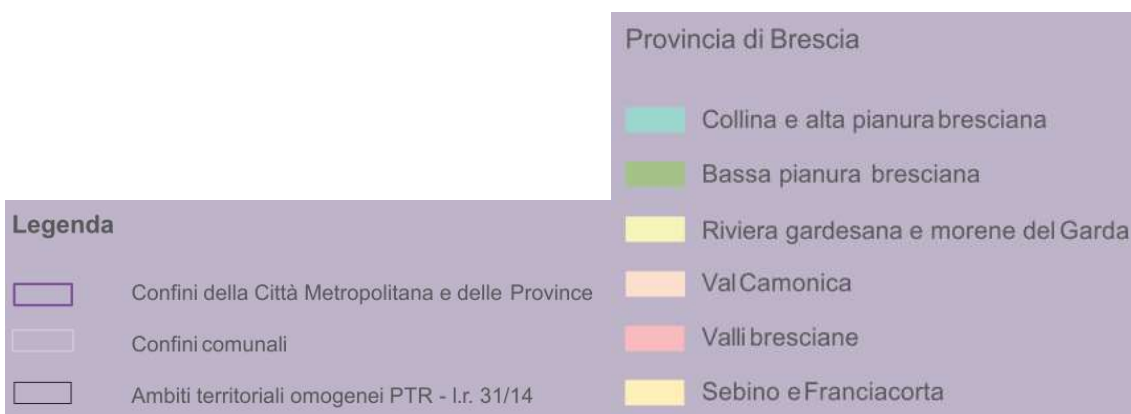 Legenda
Confini della Città Metropolitana e delle Province
Confini comunali
Ambiti territoriali omogenei PTR - l.r. 31/14
Provincia di Brescia
Collina e alta pianura bresciana
Bassa pianura bresciana
Riviera gardesana e morene del Garda
Val Camonica
Valli bresciane
Sebino e Franciacorta